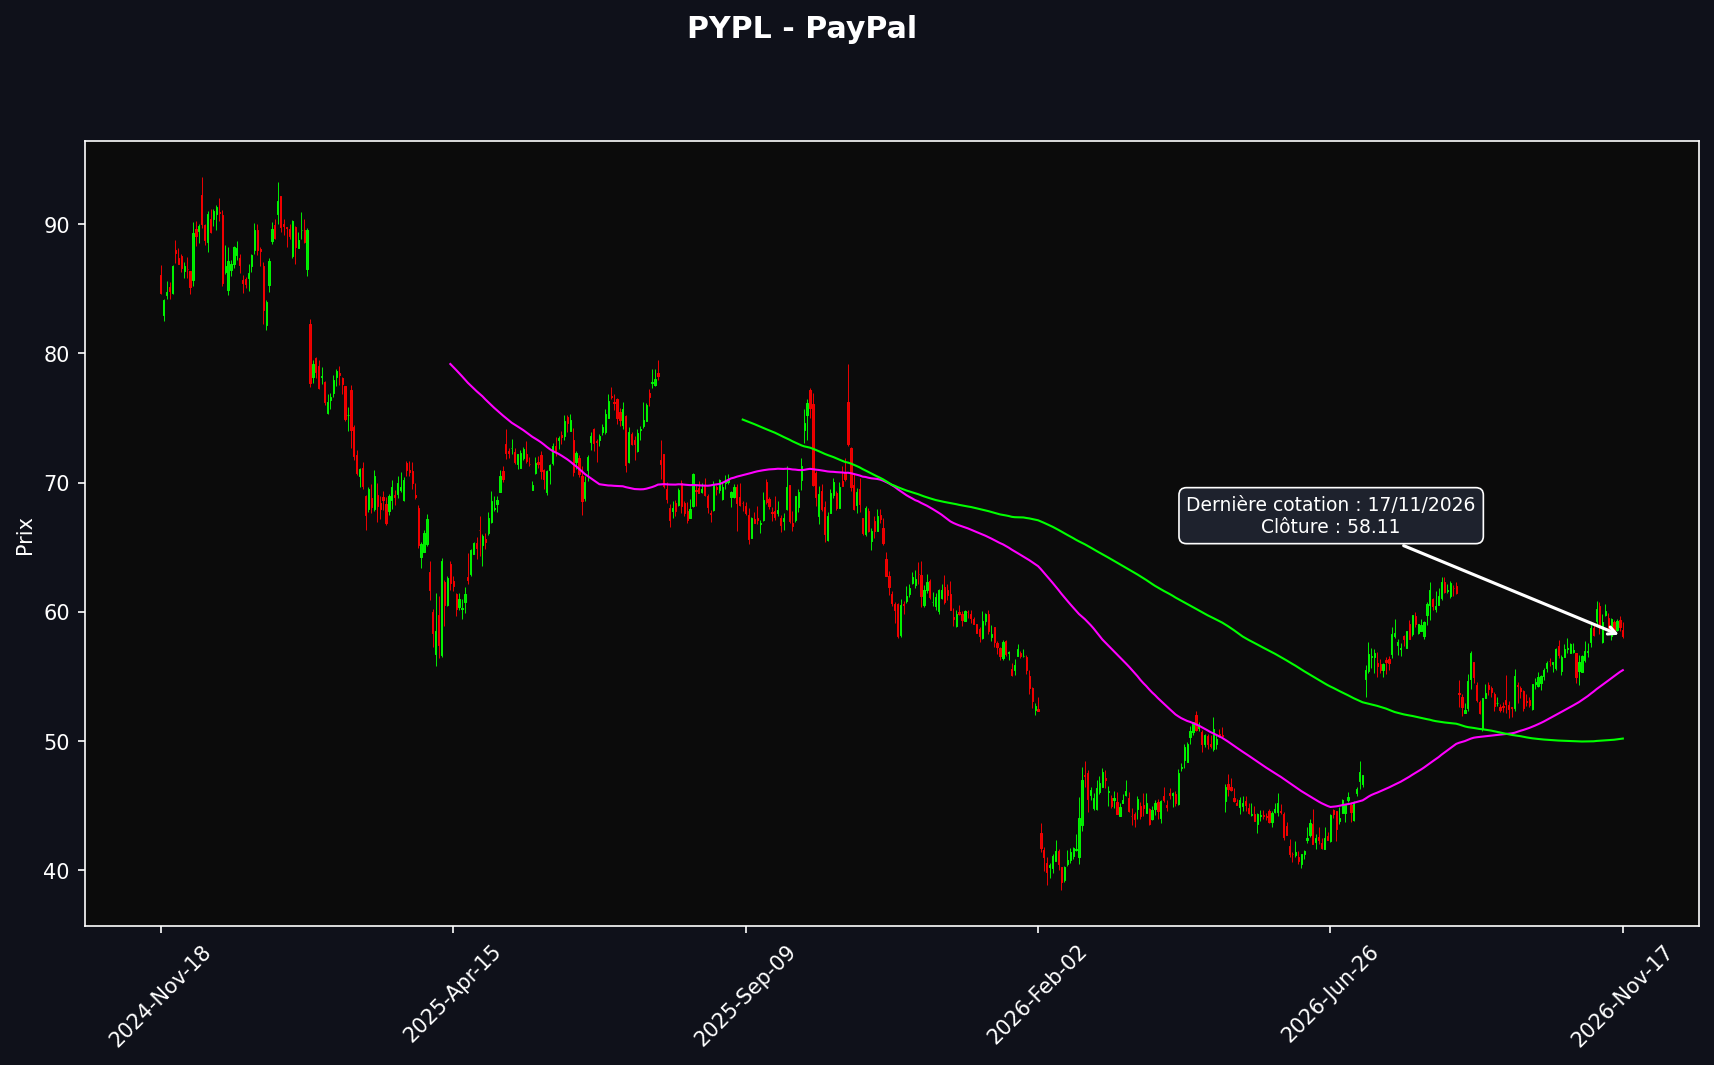 PYPL - PayPal
Prix
90
80
70
60
50
40
Dernière cotation : 17/11/2026
Clôture : 58.11
2024-Nov-18
2025-Apr-15
2025-Sep-09
2026-Feb-02
2026-Jun-26
2026-Nov-17